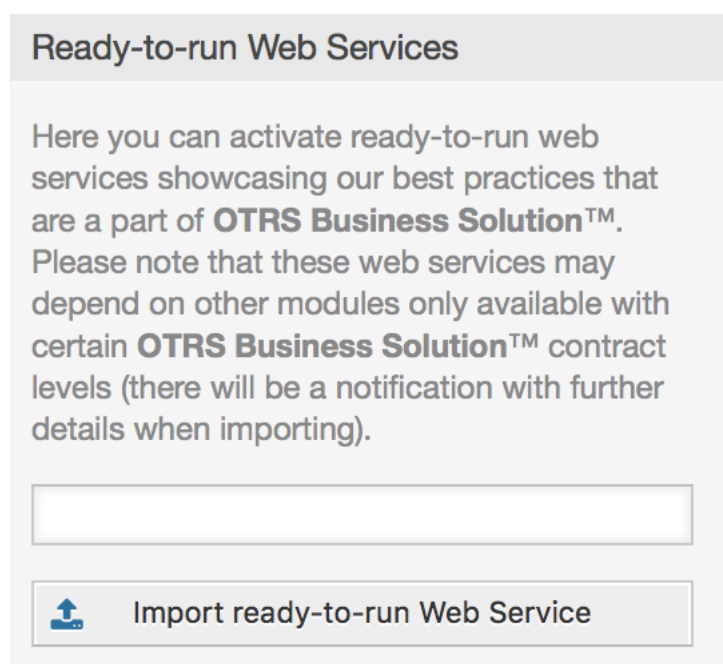 Ready-to-run Web Services
Here you can activate ready-to-run web
services showcasing our best practices that
are a part of OTRS Business Solution™.
Please note that these web services may
depend on other modules only available with
certain OTRS Business Solution™ contract
levels (there will be a notification with further
details when importing).
Import ready-to-run Web Service